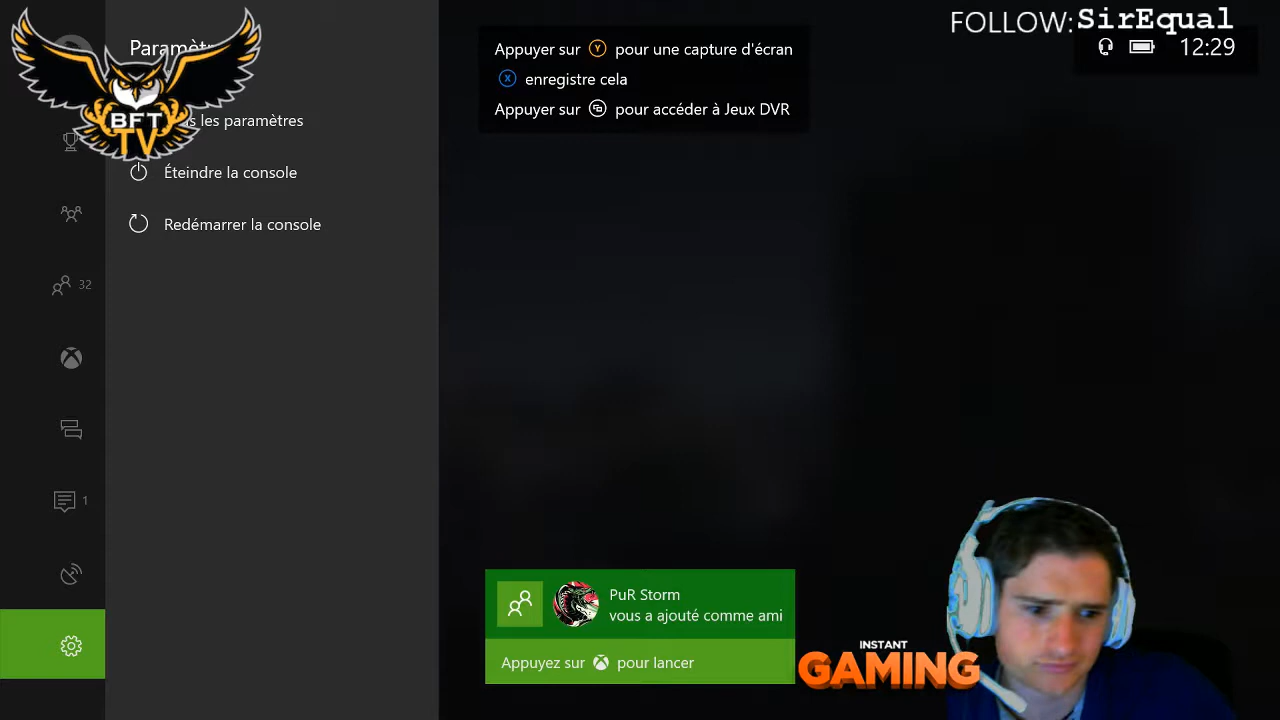 FOLLOW: SirEqual
12:29
BFT
TV
Paramètr
s les paramètres
Éteindre la console
Redémarrer la console
32
1
Appuyer sur Y pour une capture d'écran
X enregistre cela
Appuyer sur pour accéder à Jeux DVR
PuR Storm
vous a ajouté comme ami
Appuyez sur pour lancer
INSTANT
GAMING